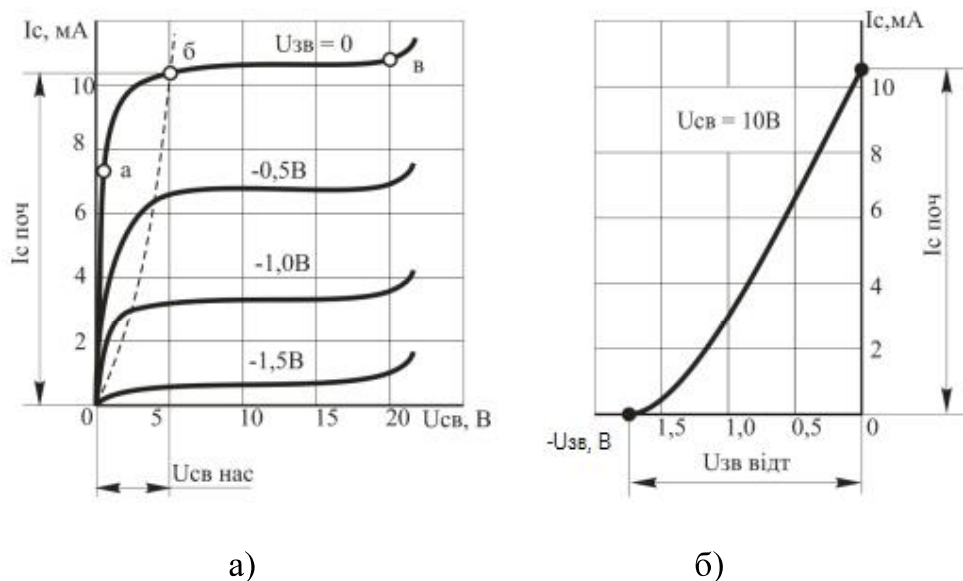 Ic, мА
Uзв = 0
б
в
10
8
а
-0,5В
6
Ic поч
4
-1,0В
2
-1,5В
0
5
10
15
20
Uсв, В
Uсв нас
а)
Ic,мА
10
Uсв = 10В
8
6
Ic поч
4
2
-Uзв, В
1,5
1,0
0,5
0
Uзв відт
б)